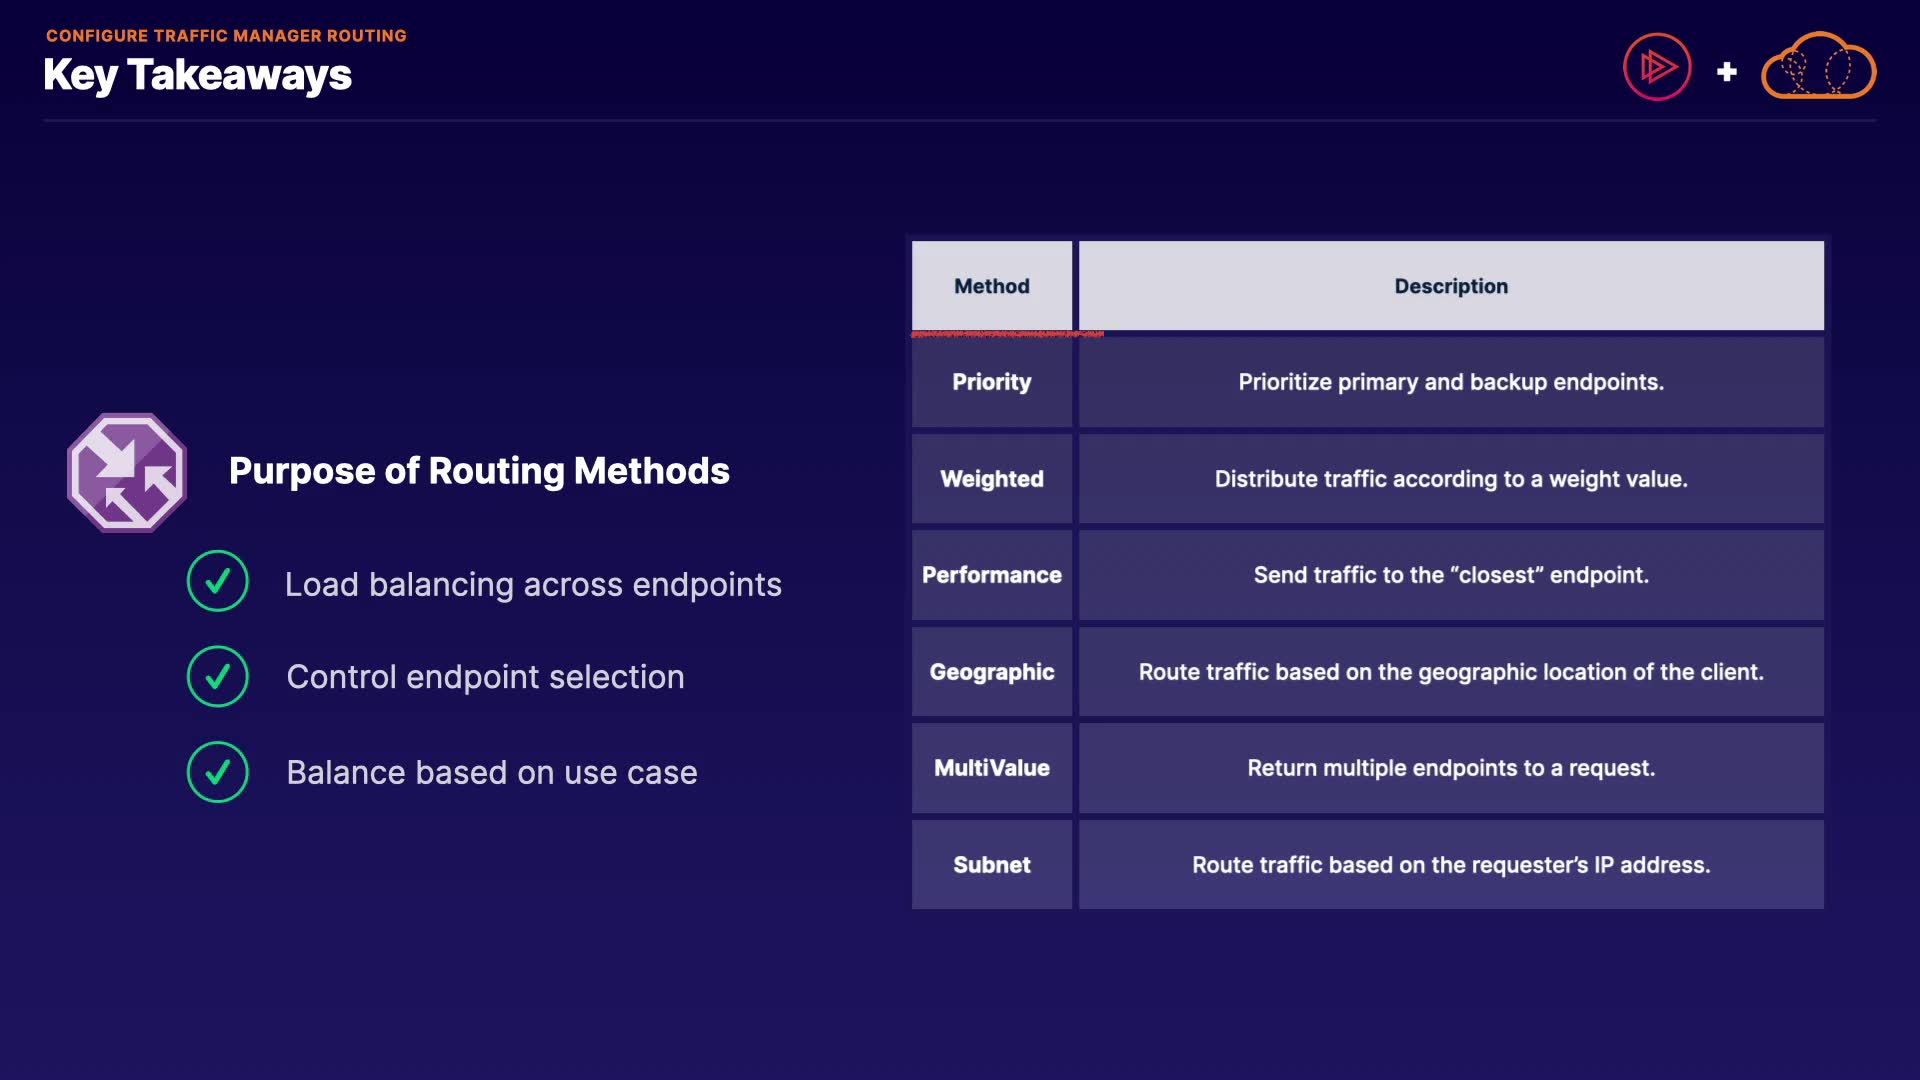 CONFIGURE TRAFFIC MANAGER ROUTING
Key Takeaways
+
Purpose of Routing Methods
Load balancing across endpoints
Control endpoint selection
Balance based on use case
Method Description
Priority Prioritize primary and backup endpoints.
Weighted Distribute traffic according to a weight value.
Performance Send traffic to the “closest” endpoint.
Geographic Route traffic based on the geographic location of the client.
MultiValue Return multiple endpoints to a request.
Subnet Route traffic based on the requester’s IP address.